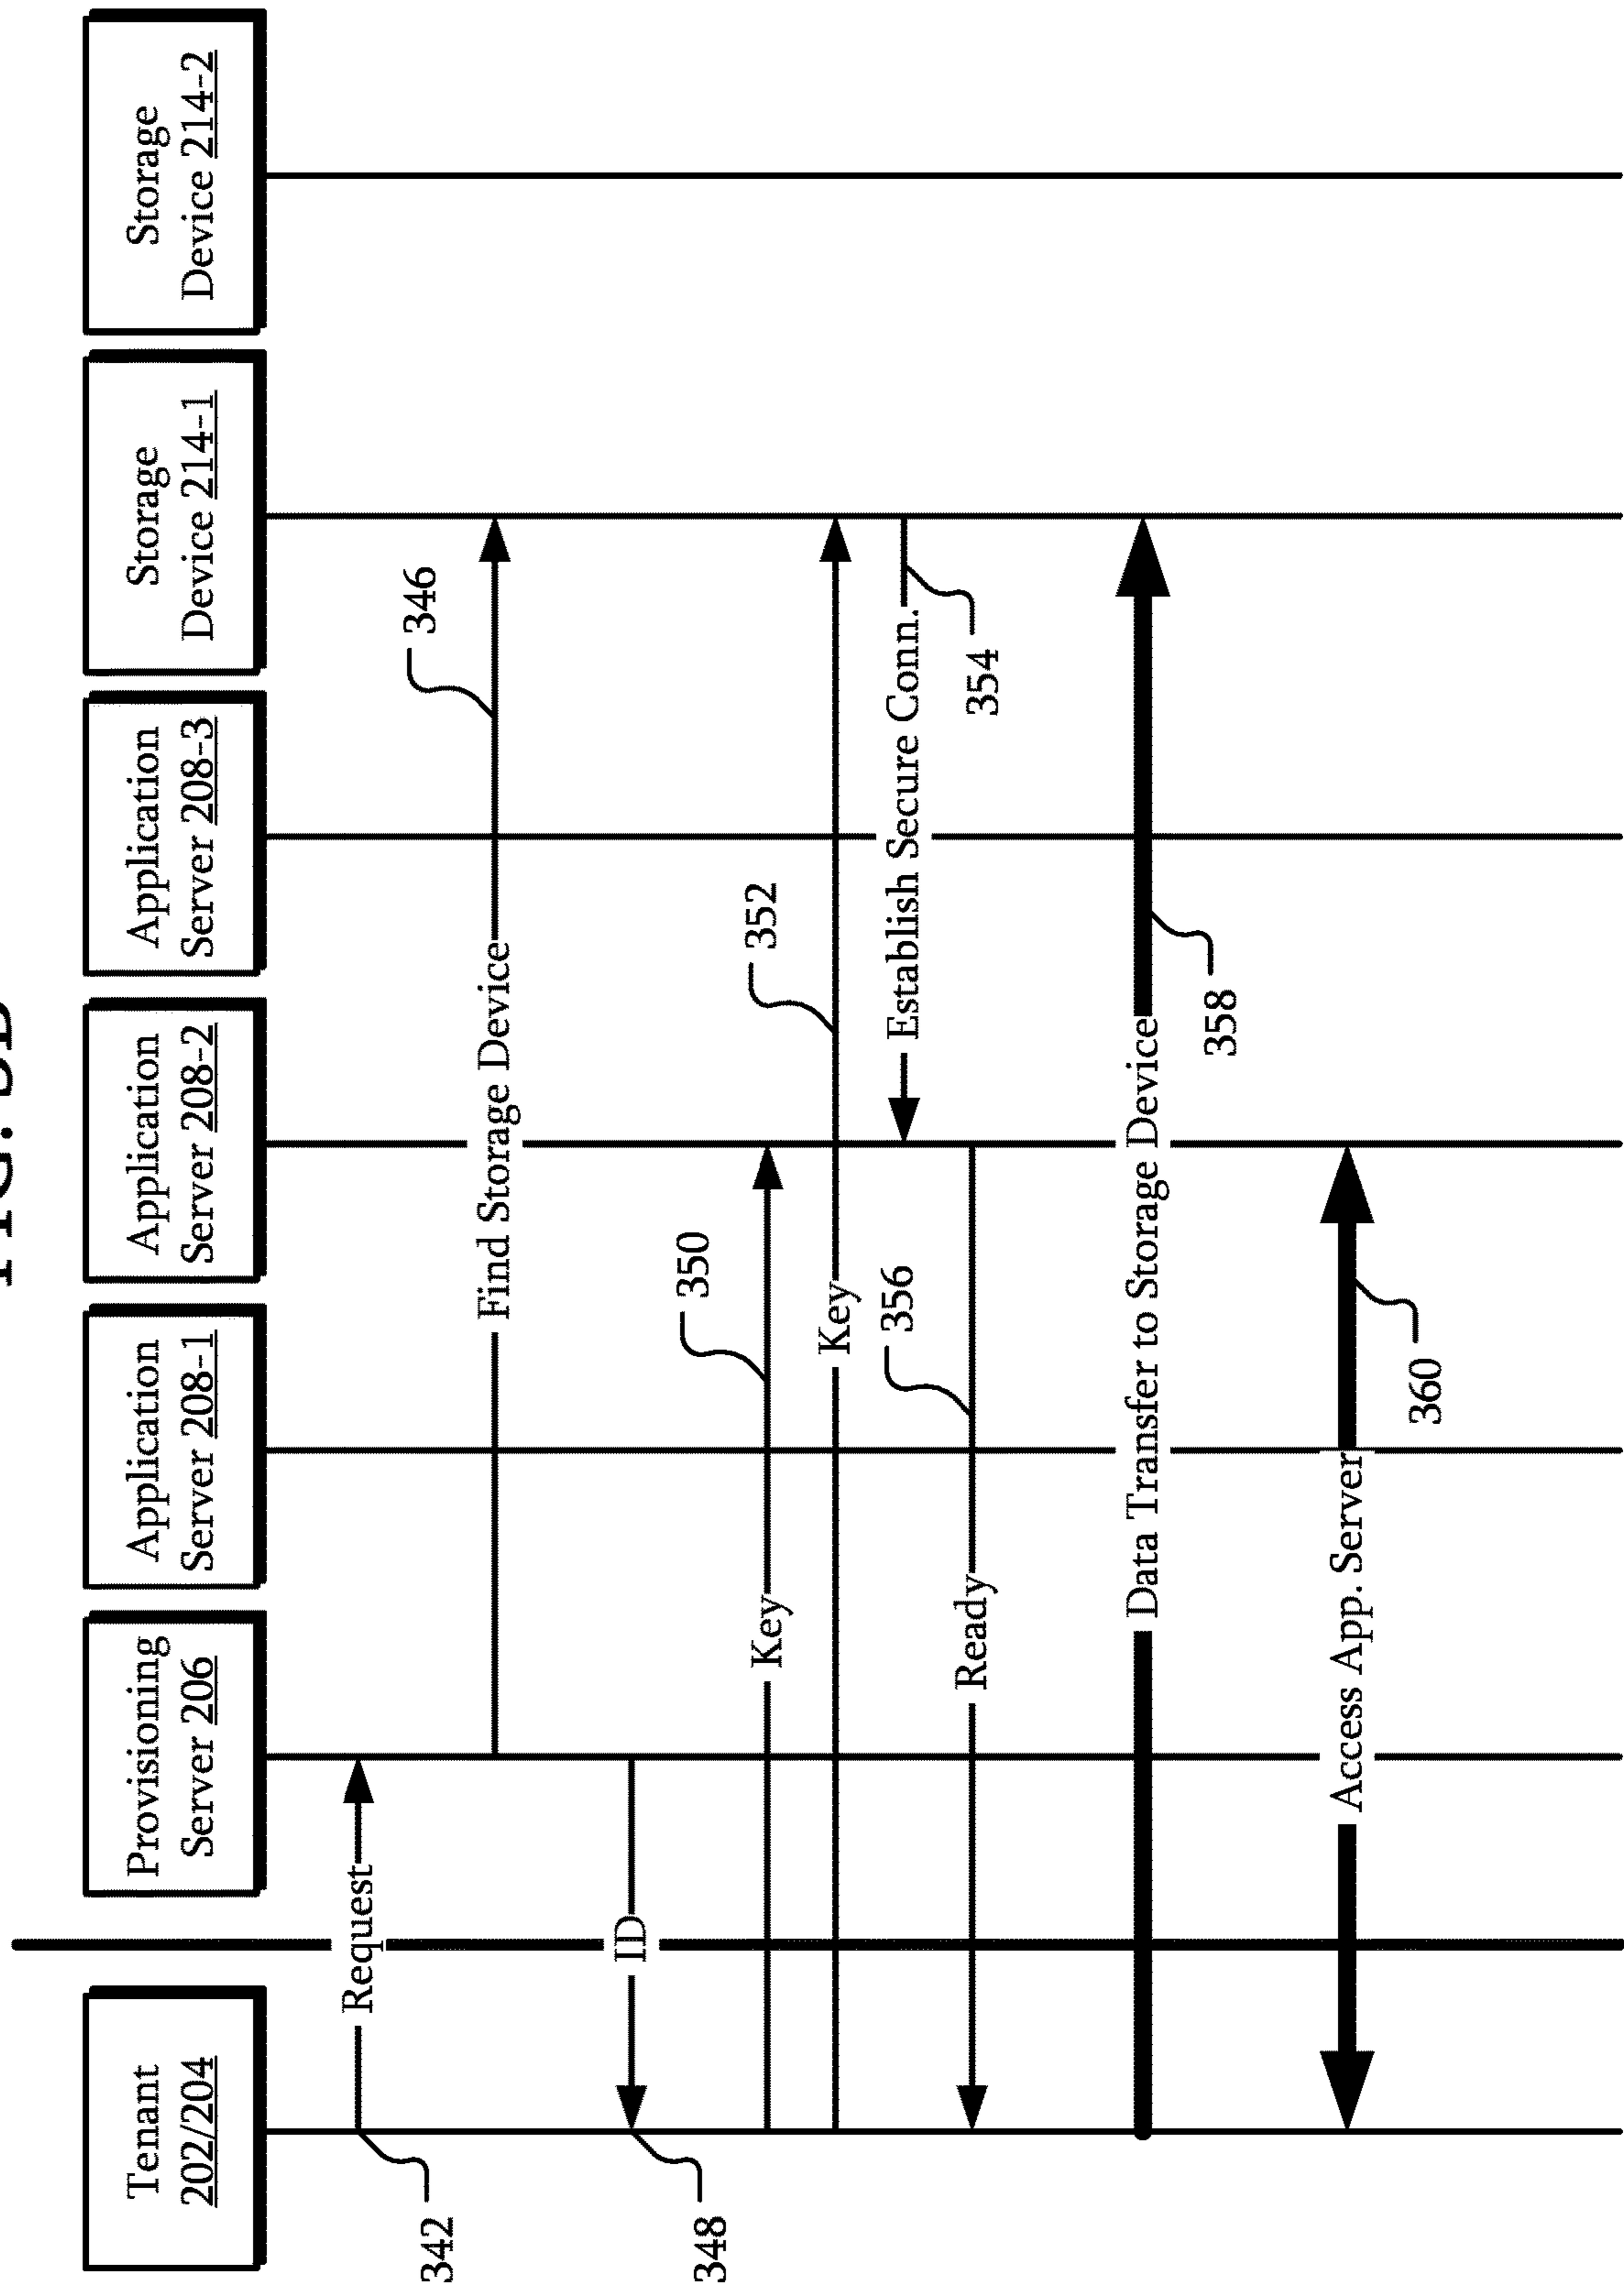 Tenant
202/204
Provisioning
Server 206
Application
Server 208-1
Application
Server 208-2
Application
Server 208-3
Storage
Device 214-1
Storage
Device 214-2
342
Request
Find Storage Device
346
348
ID
Key
350
Key
352
Establish Secure Conn.
354
Ready
356
Data Transfer to Storage Device
358
Access App. Server
360